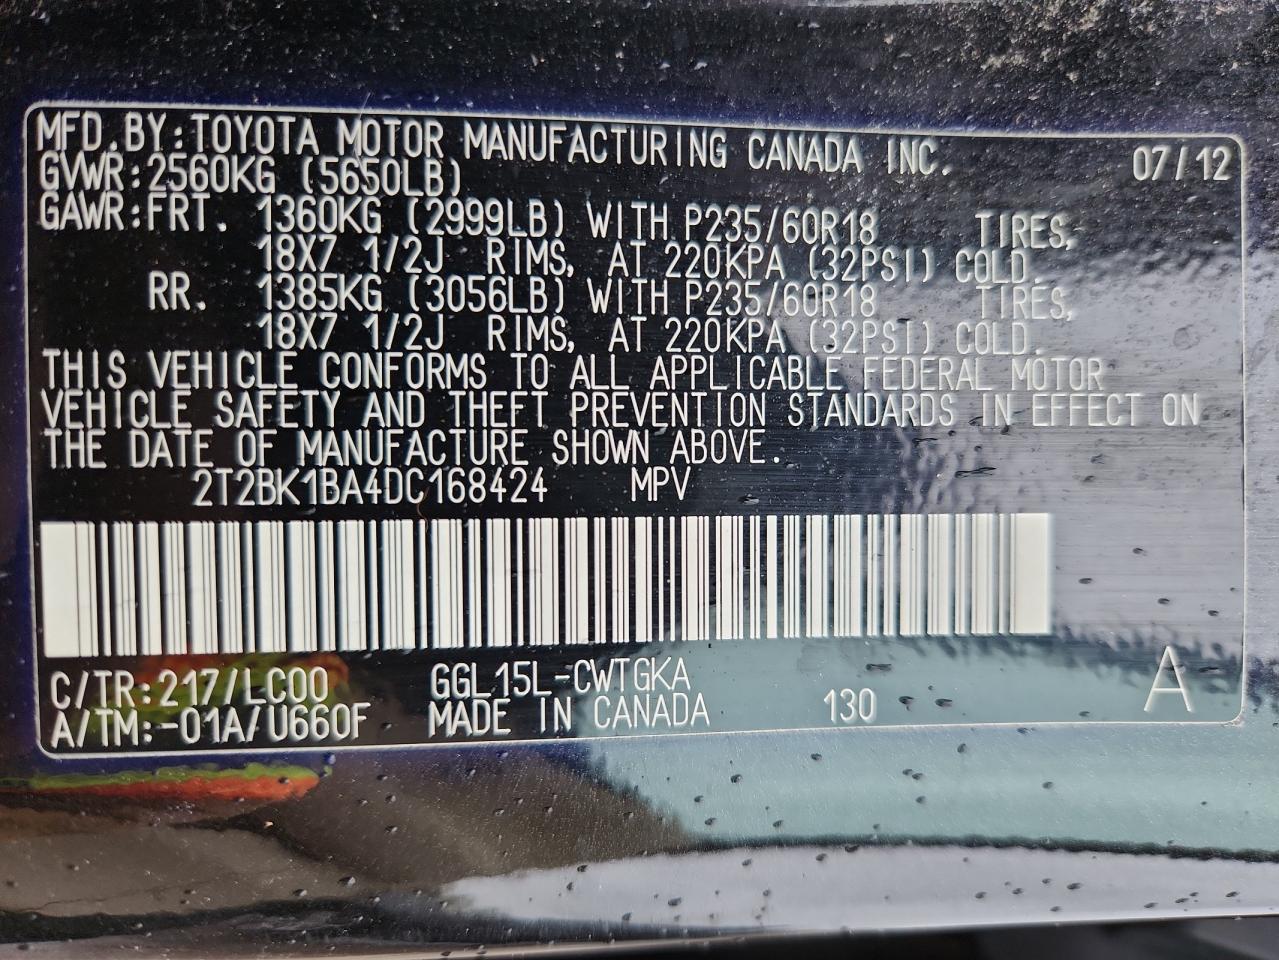 MFD.BY:TOYOTA MOTOR MANUFACTURING CANADA INC. 07/12
GVWR:2560KG (5650LB)
GAWR:FRT. 1360KG (2999LB) WITH P235/60R18 TIRES,
18X7 1/2J RIMS, AT 220KPA (32PSI) COLD.
RR. 1385KG (3056LB) WITH P235/60R18 TIRES,
18X7 1/2J RIMS, AT 220KPA (32PSI) COLD.
THIS VEHICLE CONFORMS TO ALL APPLICABLE FEDERAL MOTOR
VEHICLE SAFETY AND THEFT PREVENTION STANDARDS IN EFFECT ON
THE DATE OF MANUFACTURE SHOWN ABOVE.
2T2BK1BA4DC168424 MPV
C/TR:217/LC00 GGL15L-CWTGKA
A/TM:-01A/U660F MADE IN CANADA 130 A